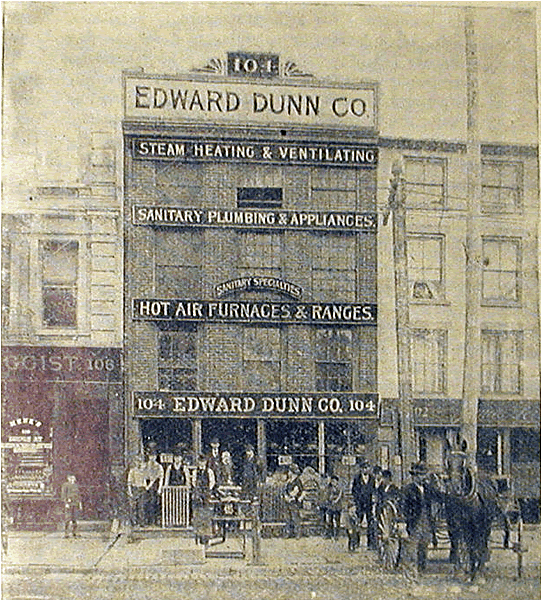 104
EDWARD DUNN CO.
STEAM HEATING & VENTILATING
SANITARY PLUMBING & APPLIANCES.
SANITARY SPECIALTIES
HOT AIR FURNACES & RANGES.
GIST. 106
104 EDWARD DUNN CO. 104